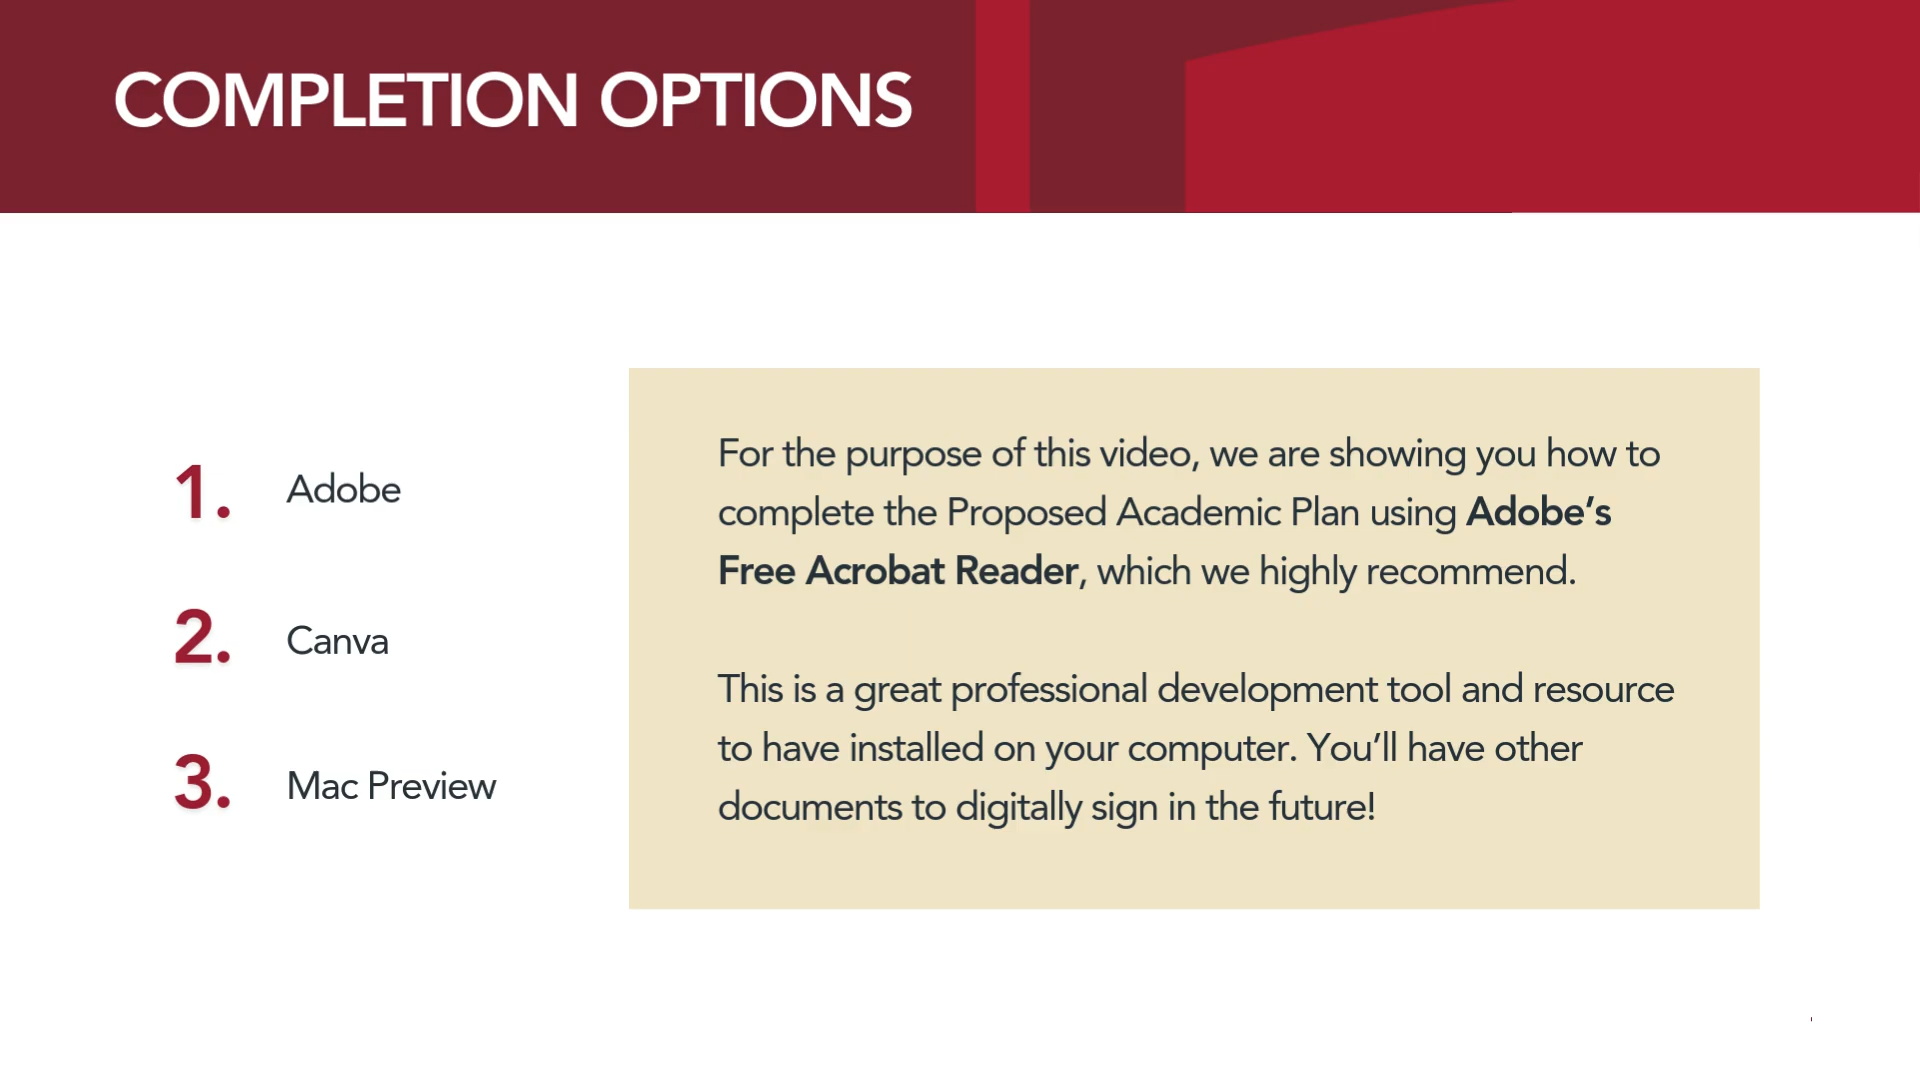 COMPLETION OPTIONS
1. Adobe
2. Canva
3. Mac Preview
For the purpose of this video, we are showing you how to
complete the Proposed Academic Plan using Adobe’s
Free Acrobat Reader, which we highly recommend.
This is a great professional development tool and resource
to have installed on your computer. You’ll have other
documents to digitally sign in the future!